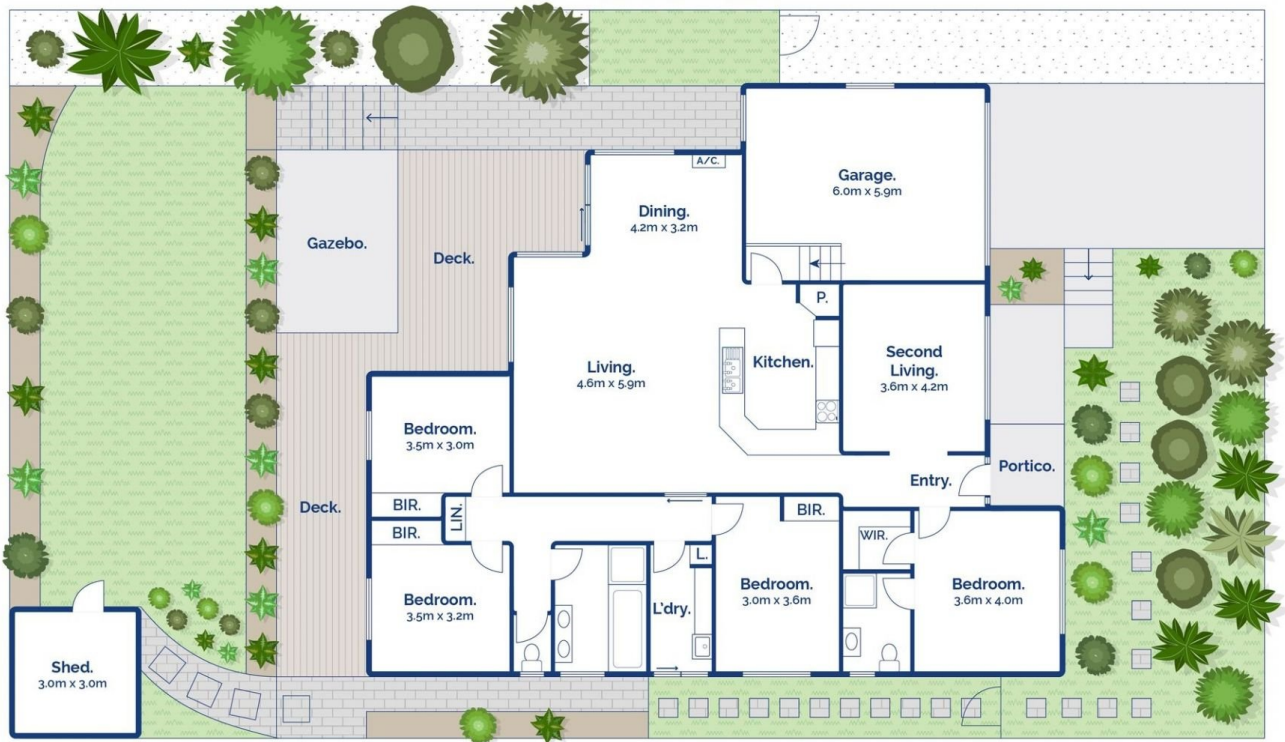 A/C.
Garage.
6.0m x 5.9m
Dining.
4.2m x 3.2m
Gazebo.
Deck.
P.
Second
Living.
3.6m x 4.2m
Kitchen.
Living.
4.6m x 5.9m
Bedroom.
3.5m x 3.0m
Portico.
Entry.
BIR.
LIN.
BIR.
Deck.
BIR.
WIR.
L.
Bedroom.
3.5m x 3.2m
L'dry.
Bedroom.
3.0m x 3.6m
Bedroom.
3.6m x 4.0m
Shed.
3.0m x 3.0m